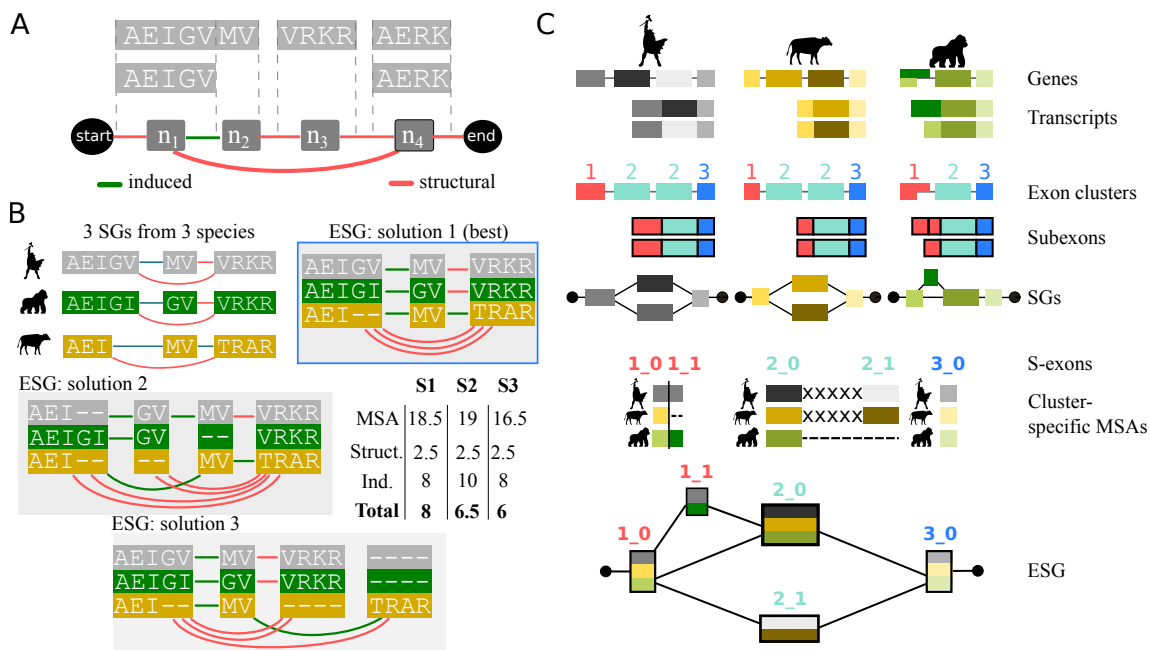 A
AEIGVMV VRKR AERK
AEIGV AERK
start n1 n2 n3 n4 end
induced structural
B
3 SGs from 3 species
AEIGV MV VRKR
AEIGI GV VRKR
AEI MV TRAR
ESG: solution 1 (best)
AEIGV MV VRKR
AEIGI GV VRKR
AEI-- MV TRAR
ESG: solution 2
AEI-- GV MV VRKR
AEIGI GV -- VRKR
AEI-- -- MV TRAR
S1 S2 S3
MSA 18.5 19 16.5
Struct. 2.5 2.5 2.5
Ind. 8 10 8
Total 8 6.5 6
ESG: solution 3
AEIGV MV VRKR ----
AEIGI GV VRKR ----
AEI-- MV ---- TRAR
C
Genes
Transcripts
1 2 2 3 1 2 2 3 1 2 3
Exon clusters
Subexons
SGs
S-exons
1_0 1_1 2_0 2_1 3_0
XXXXX
XXXXX
Cluster-
specific MSAs
1_1 2_0
1_0 3_0
ESG
2_1